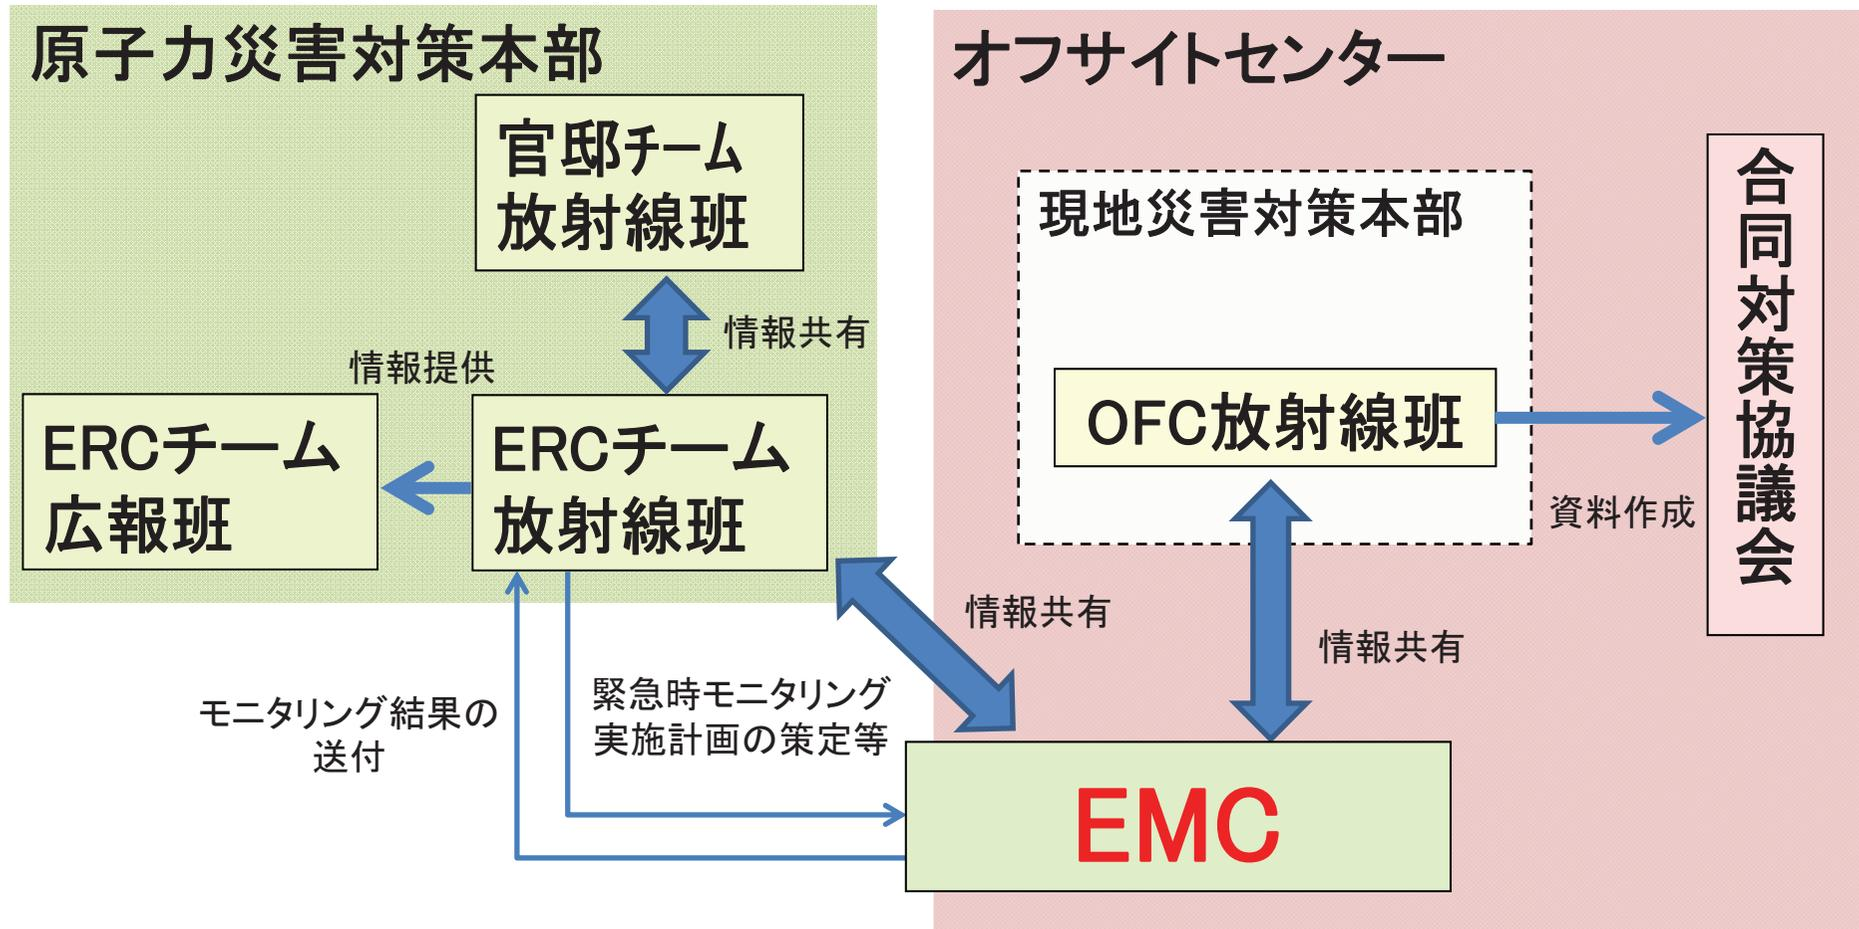 原子力災害対策本部
官邸チーム
放射線班
情報共有
情報提供
ERCチーム
広報班
ERCチーム
放射線班
モニタリング結果の
送付
緊急時モニタリング
実施計画の策定等
情報共有
オフサイトセンター
現地災害対策本部
OFC放射線班
資料作成
合同対策協議会
情報共有
EMC